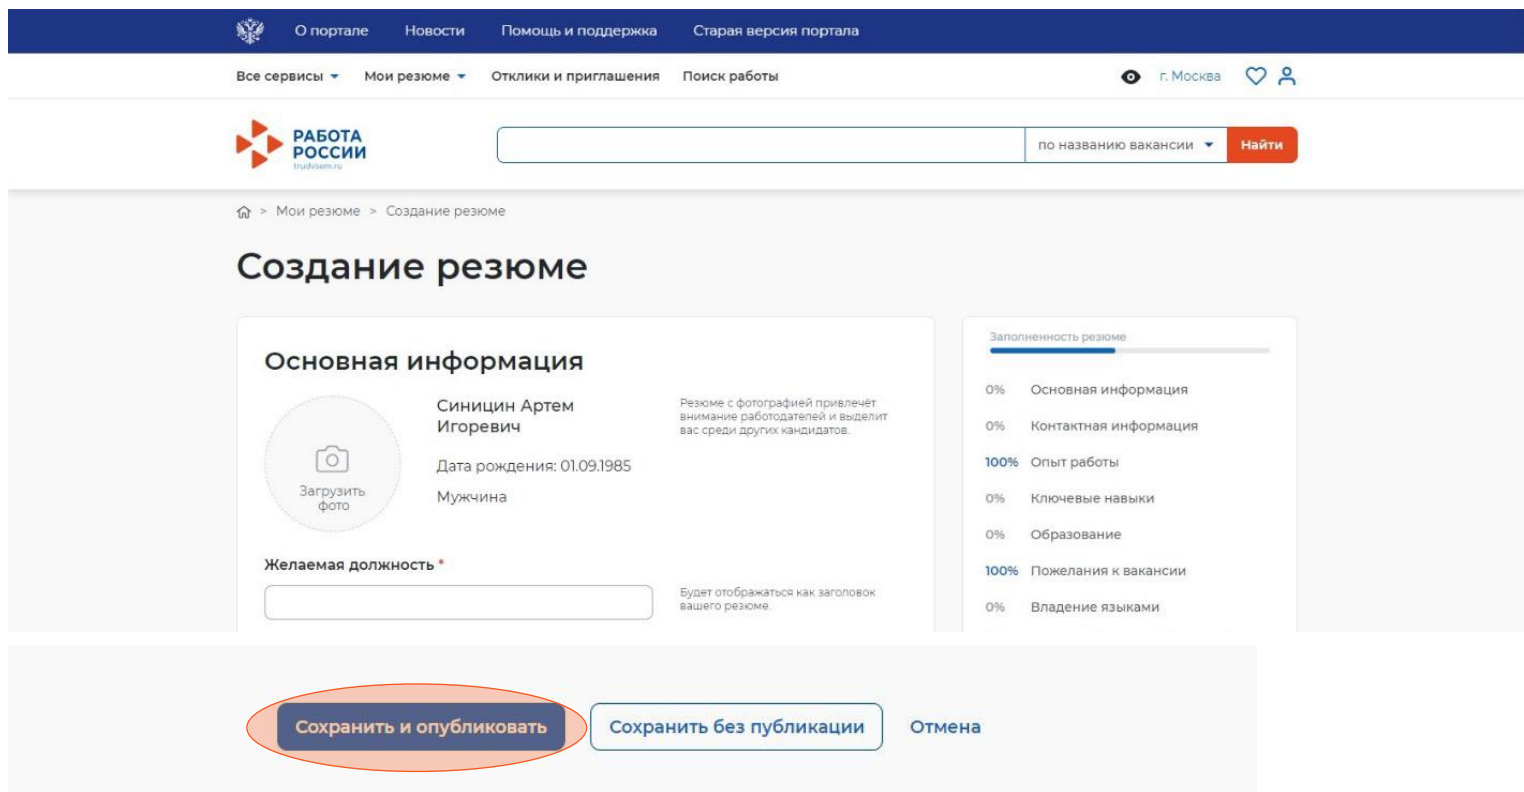 О портале Новости Помощь и поддержка Старая версия портала
Все сервисы Мои резюме Отклики и приглашения Поиск работы г. Москва
РАБОТА
РОССИИ
trudvsem.ru
по названию вакансии Найти
> Мои резюме > Создание резюме
Создание резюме
Основная информация
Загрузить
фото
Синицин Артем
Игоревич
Дата рождения: 01.09.1985
Мужчина
Резюме с фотографией привлечёт
внимание работодателей и выделит
вас среди других кандидатов.
Желаемая должность *
Будет отображаться как заголовок
вашего резюме.
Заполненность резюме
0% Основная информация
0% Контактная информация
100% Опыт работы
0% Ключевые навыки
0% Образование
100% Пожелания к вакансии
0% Владение языками
Сохранить и опубликовать Сохранить без публикации Отмена